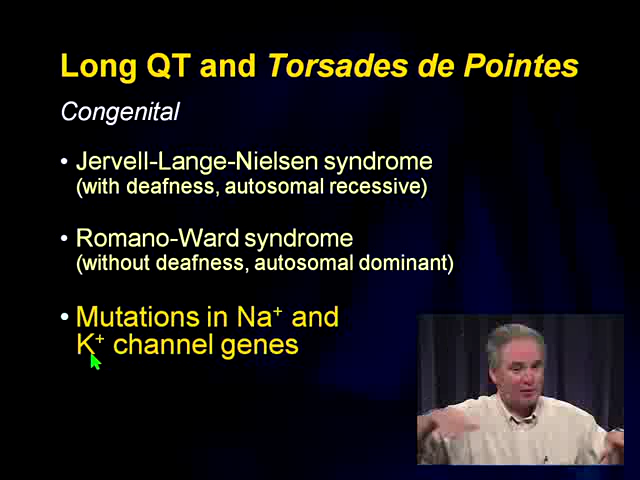 Long QT and Torsades de Pointes
Congenital
• Jervell-Lange-Nielsen syndrome
(with deafness, autosomal recessive)
• Romano-Ward syndrome
(without deafness, autosomal dominant)
• Mutations in Na⁺ and
K⁺ channel genes